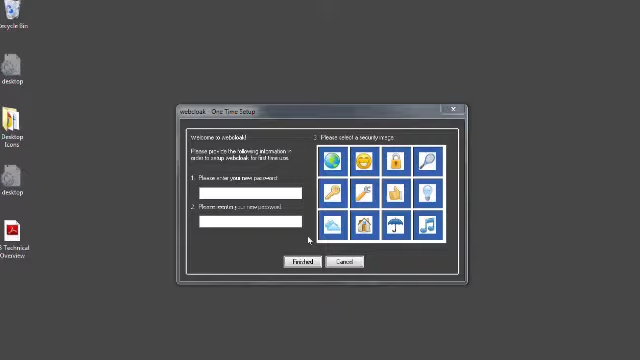 Recycle Bin
desktop
Desktop
Icons
desktop
Technical
Overview
webcloak - One Time Setup
Welcome to webcloak!
Please provide the following information in
order to setup webcloak for first time use.
1. Please enter your new password
2. Please reenter your new password
3. Please select a security image.
Finished
Cancel